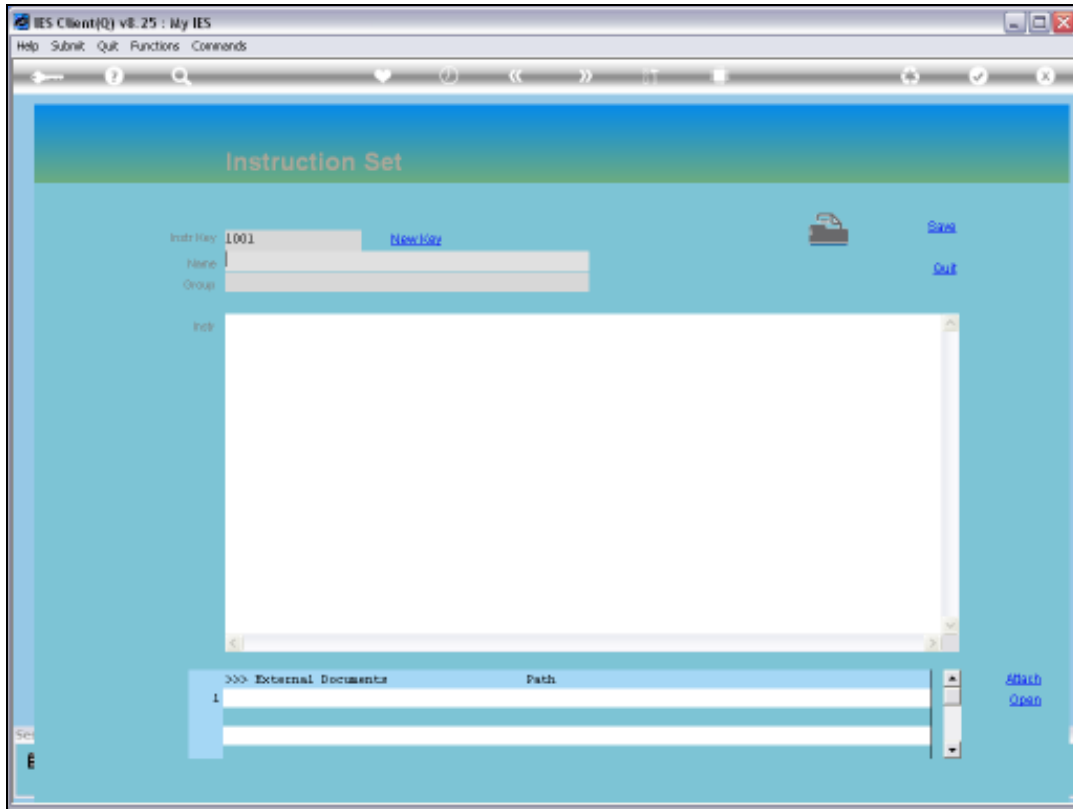 IES Client(Q) v8.25 : My IES
Help Submit Quit Functions Commands
Instruction Set
Instr Key 1001 New Key
Save
Name
Quit
Group
Instr
>>> External Documents Path
Attach
1
Open